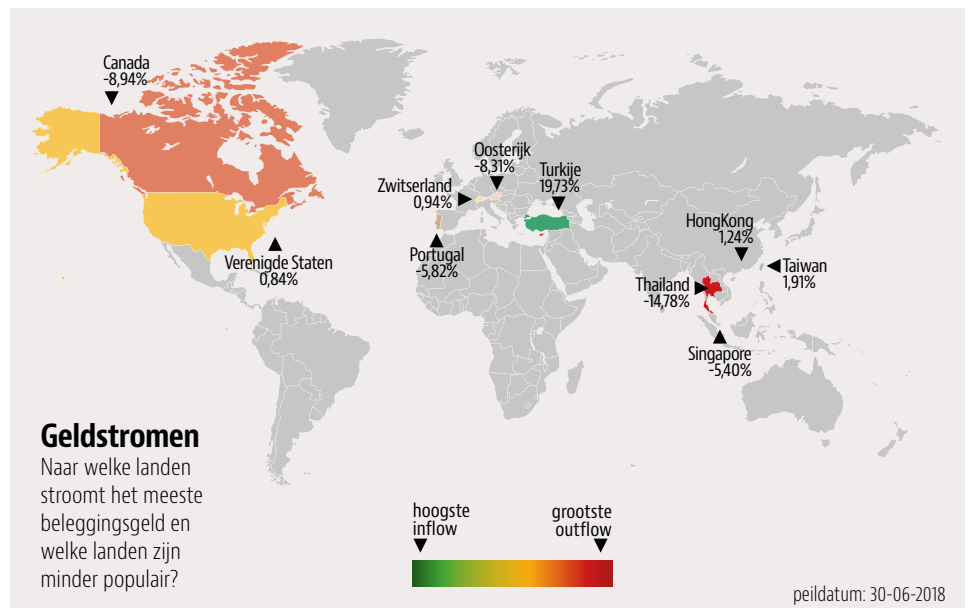 Canada
-8,94%
Oosterijk
-8,31%
Turkije
19,73%
Zwitserland
0,94%
HongKong
1,24%
Verenigde Staten
0,84%
Portugal
-5,82%
Taiwan
1,91%
Thailand
-14,78%
Singapore
-5,40%
Geldstromen
Naar welke landen
stroomt het meeste
beleggingsgeld en
welke landen zijn
minder populair?
hoogste
inflow
grootste
outflow
peildatum: 30-06-2018